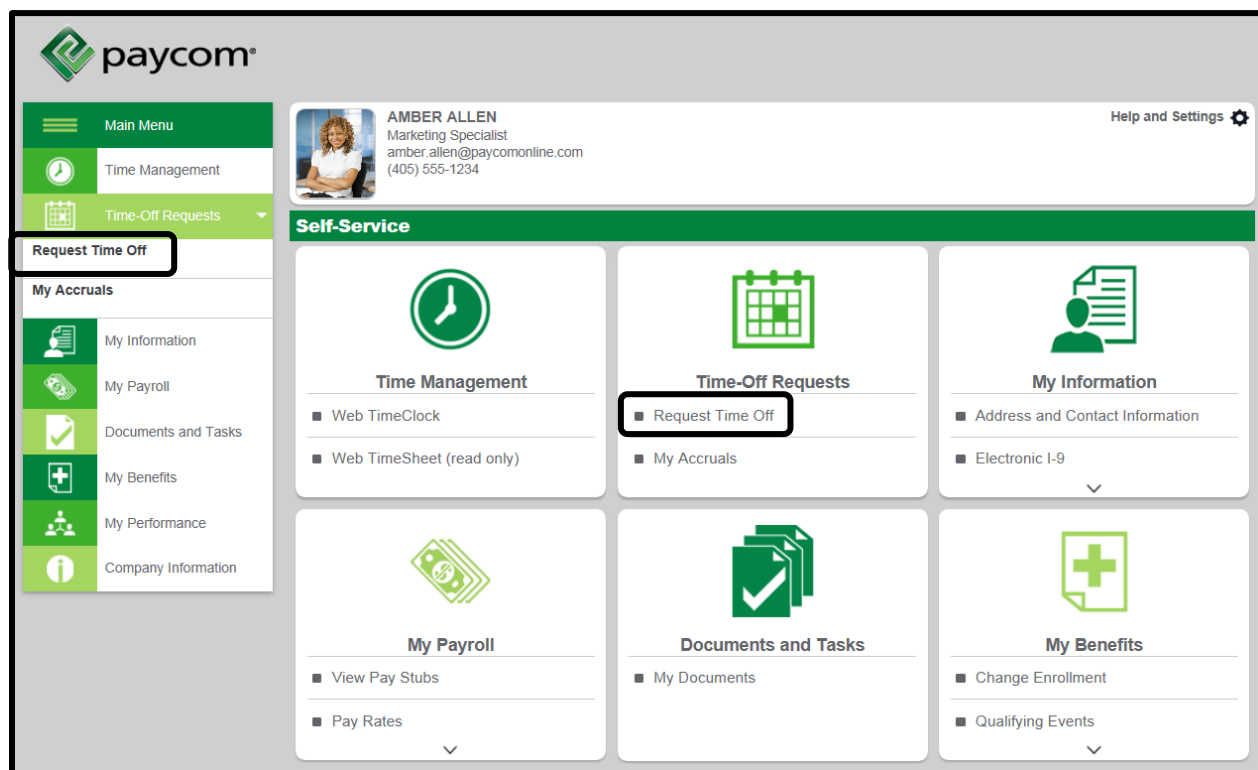 paycom®
Main Menu
Time Management
Time-Off Requests
Request Time Off
My Accruals
My Information
My Payroll
Documents and Tasks
My Benefits
My Performance
Company Information
AMBER ALLEN
Marketing Specialist
amber.allen@paycomonline.com
(405) 555-1234
Help and Settings
Self-Service
Time Management
Web TimeClock
Web TimeSheet (read only)
Time-Off Requests
Request Time Off
My Accruals
My Information
Address and Contact Information
Electronic I-9
My Payroll
View Pay Stubs
Pay Rates
Documents and Tasks
My Documents
My Benefits
Change Enrollment
Qualifying Events